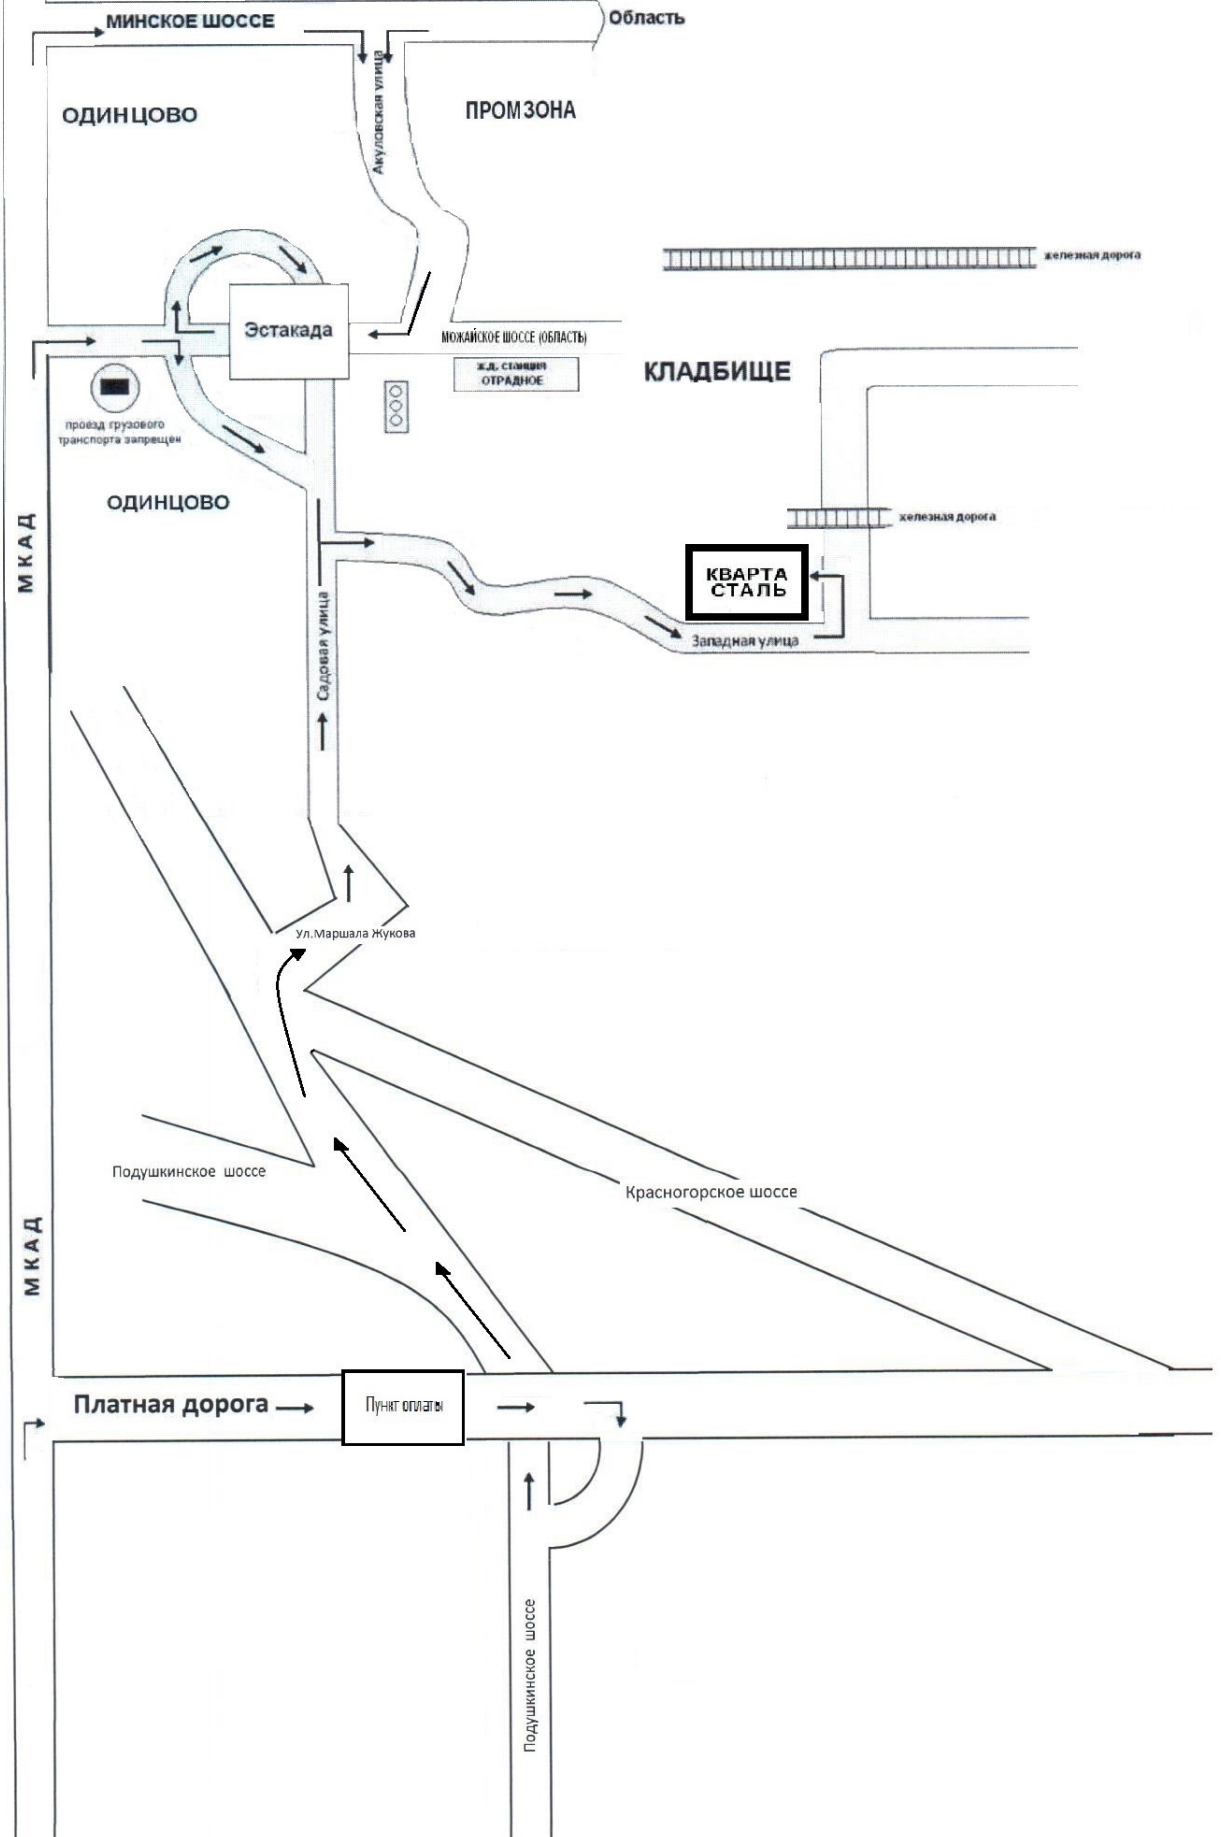 МИНСКОЕ ШОССЕ
Область
Акуловская улица
ОДИНЦОВО
ПРОМЗОНА
железная дорога
Эстакада
МОЖАЙСКОЕ ШОССЕ (ОБЛАСТЬ)
ж.д. станция
ОТРАДНОЕ
КЛАДБИЩЕ
проезд грузового
транспорта запрещен
ОДИНЦОВО
МКАД
железная дорога
КВАРТА
СТАЛЬ
Западная улица
Садовая улица
Ул.Маршала Жукова
Подушкинское шоссе
Красногорское шоссе
МКАД
Платная дорога
Пункт оплаты
Подушкинское шоссе